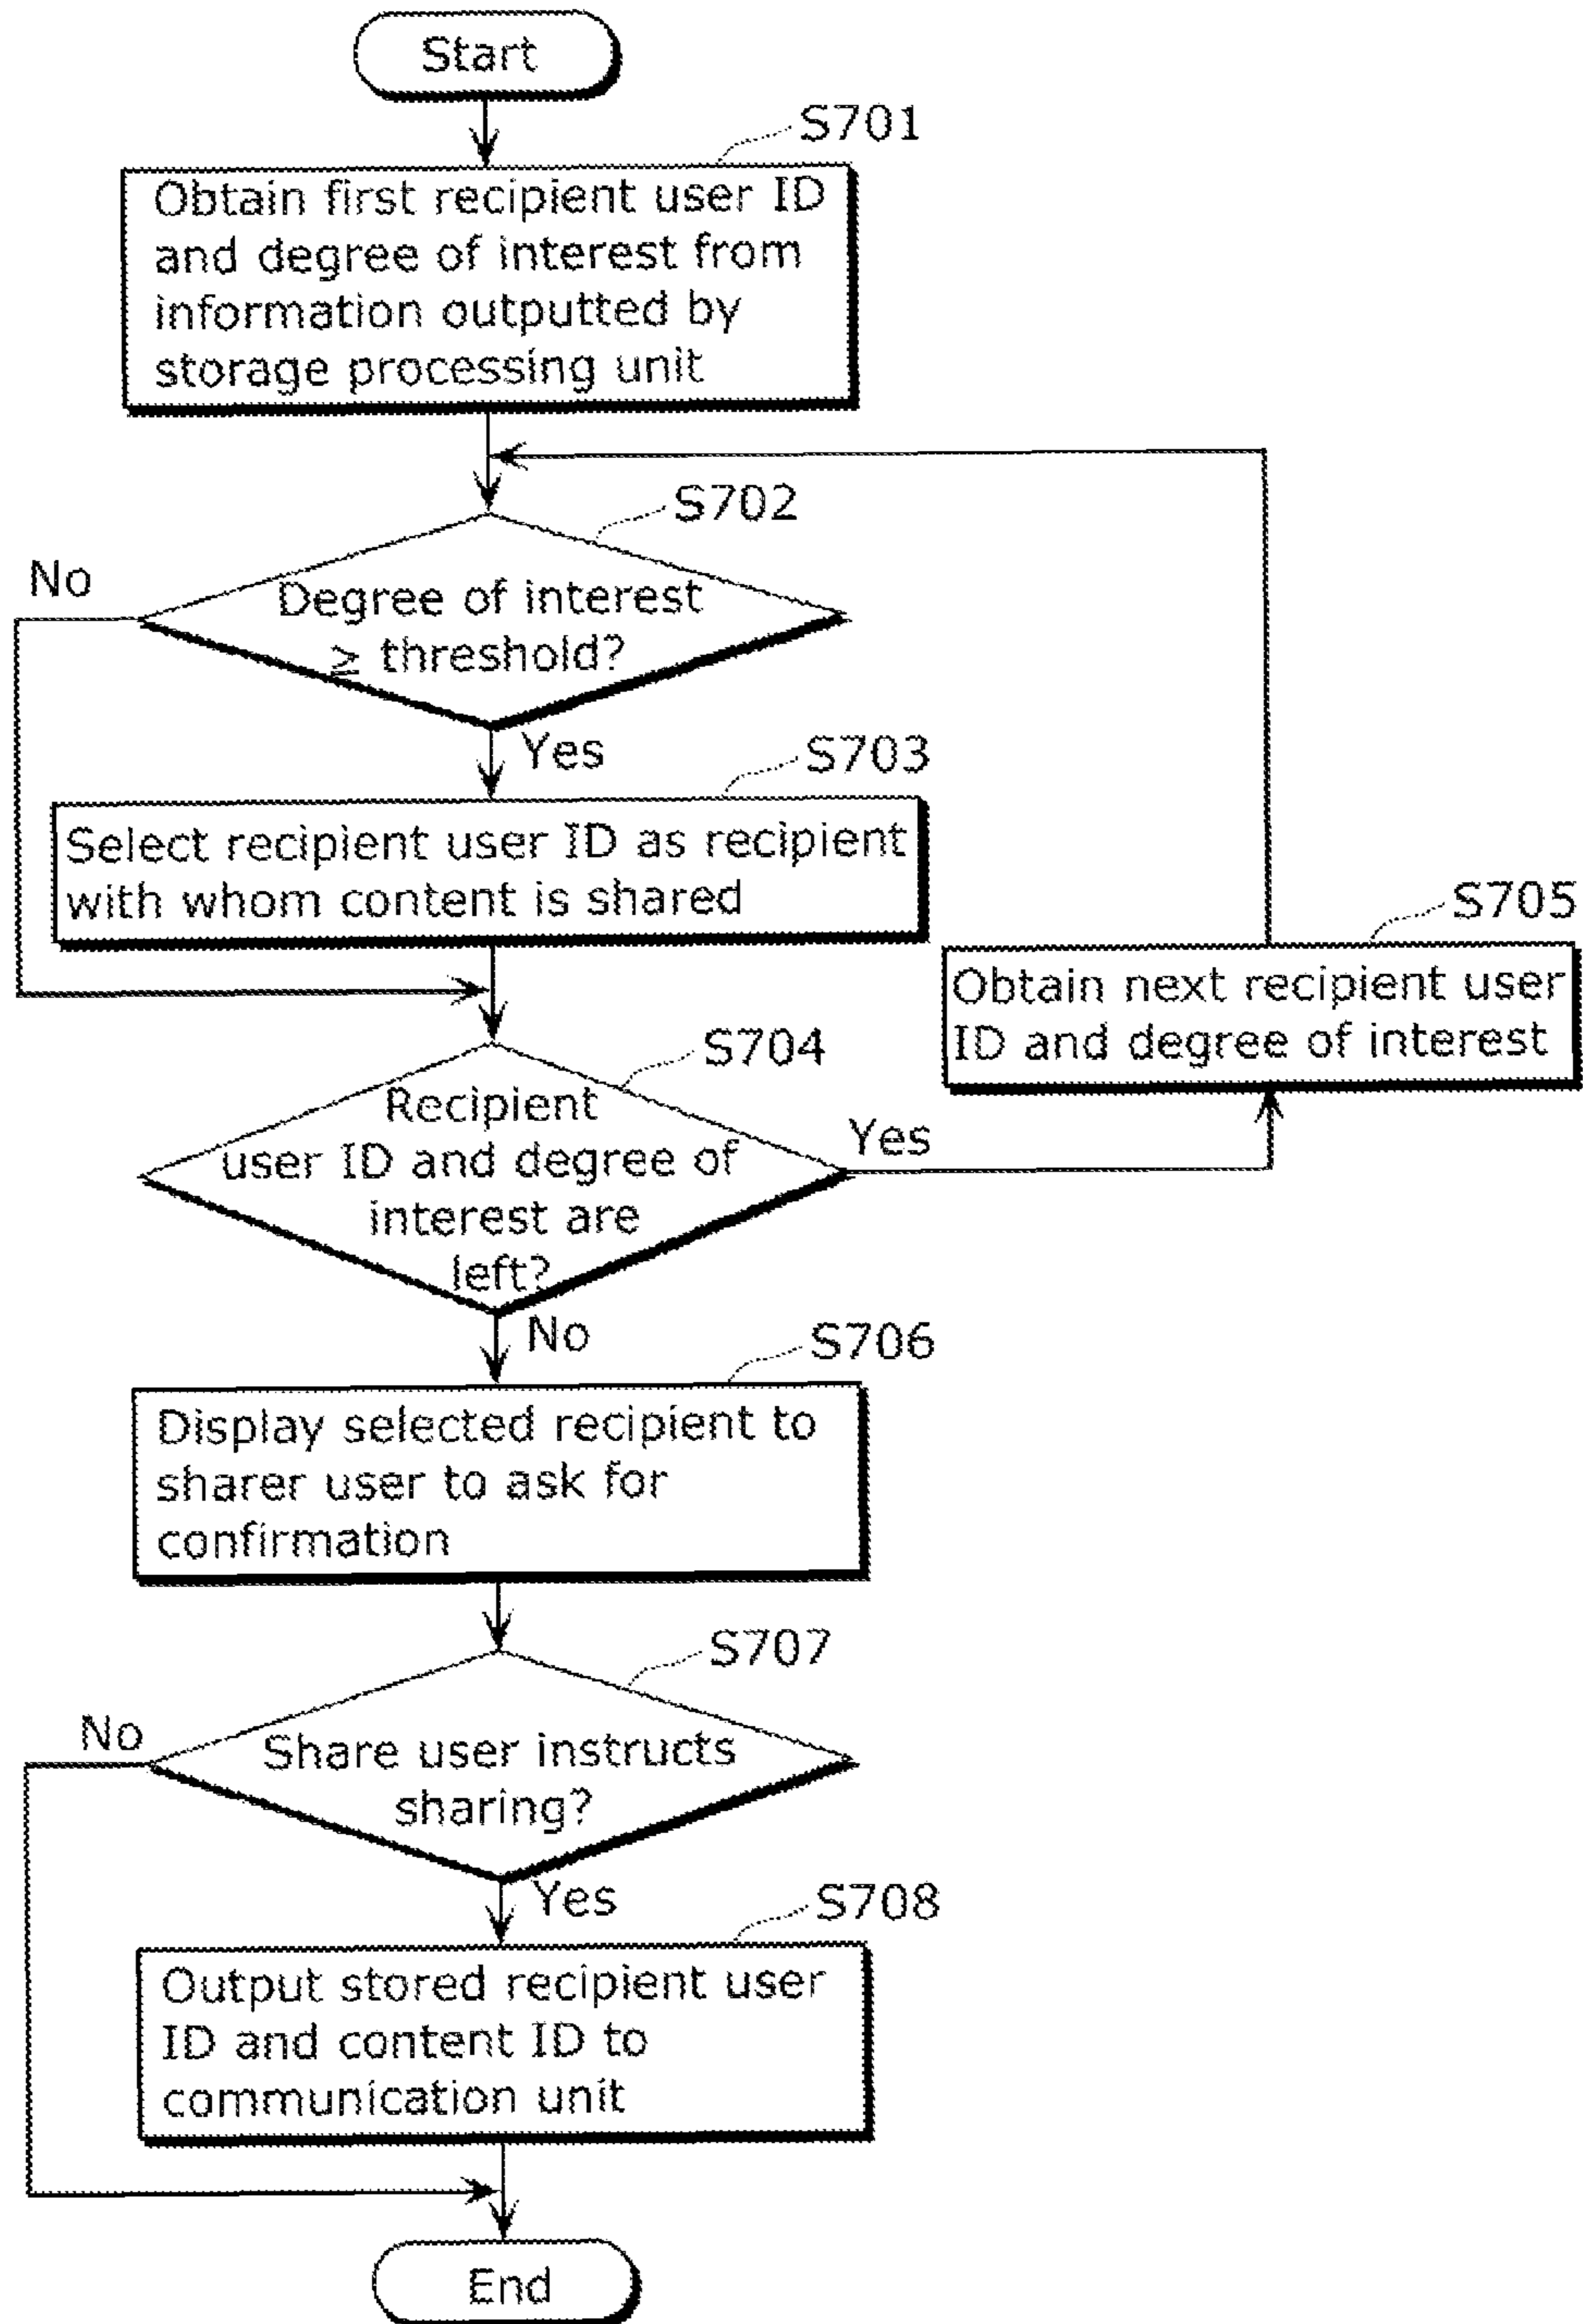 Start
S701
Obtain first recipient user ID
and degree of interest from
information outputted by
storage processing unit
S702
No
Degree of interest
≥ threshold?
Yes
S703
Select recipient user ID as recipient
with whom content is shared
S705
Obtain next recipient user
ID and degree of interest
S704
Recipient
user ID and degree of
interest are
left?
Yes
No
S706
Display selected recipient to
sharer user to ask for
confirmation
S707
No
Share user instructs
sharing?
Yes
S708
Output stored recipient user
ID and content ID to
communication unit
End